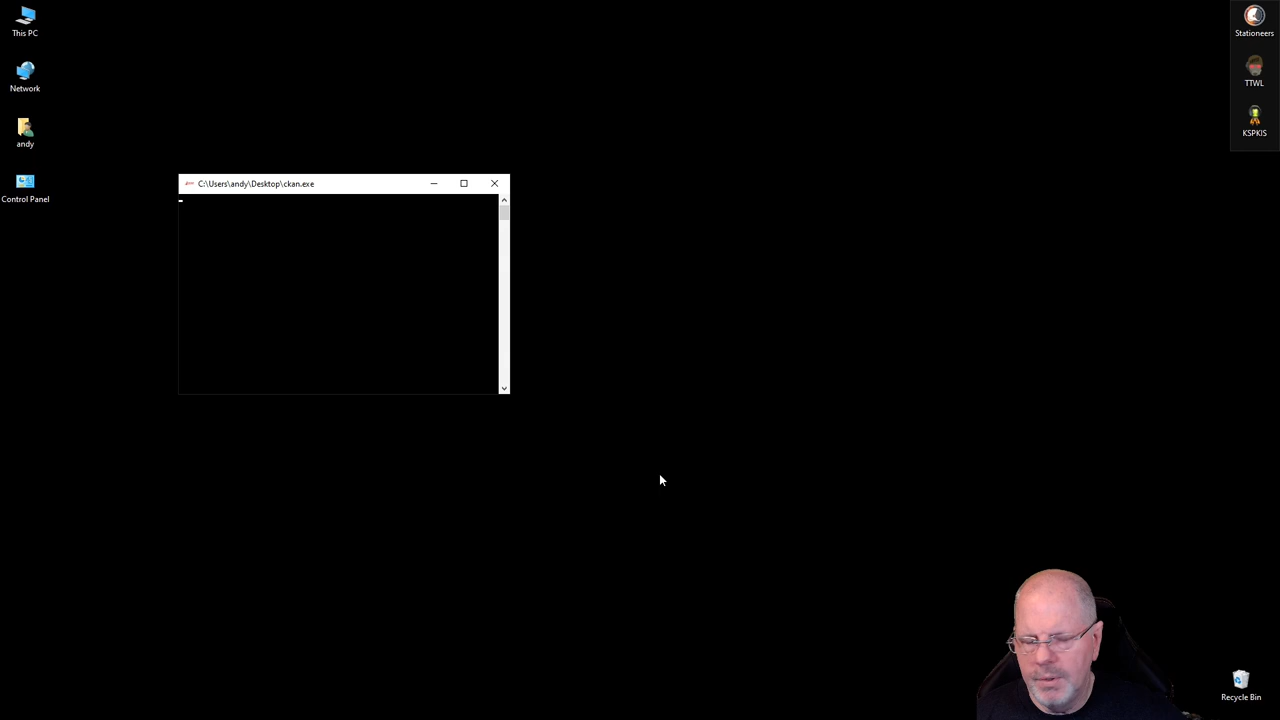 This PC
Network
andy
Control Panel
C:\Users\andy\Desktop\ckan.exe
Stationeers
TTWL
KSPKIS
Recycle Bin